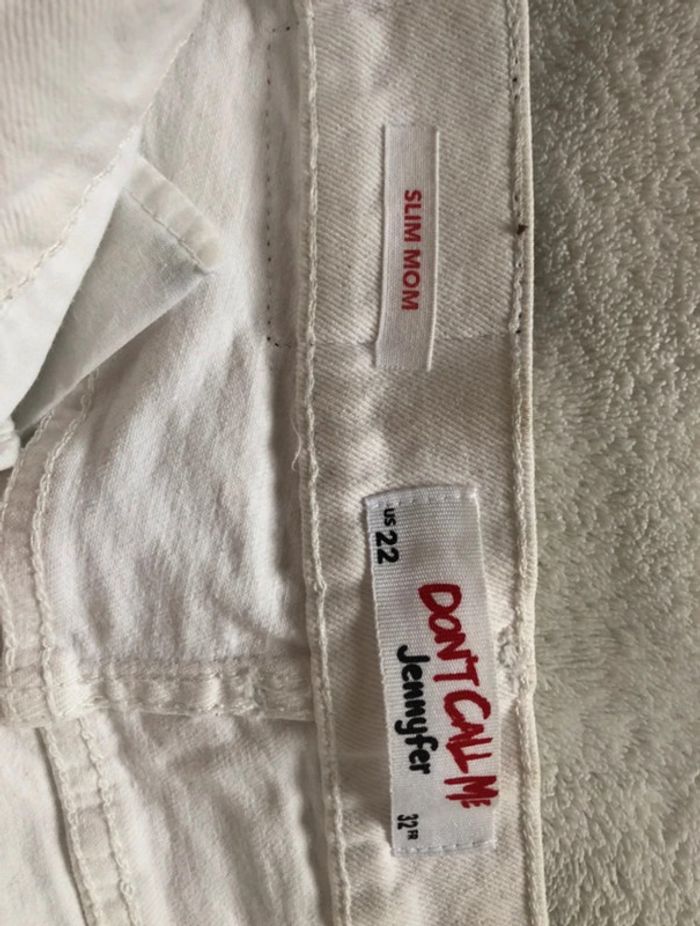 SLIM MOM
US 22
DON'T CALL ME
Jennyfer
32 FR